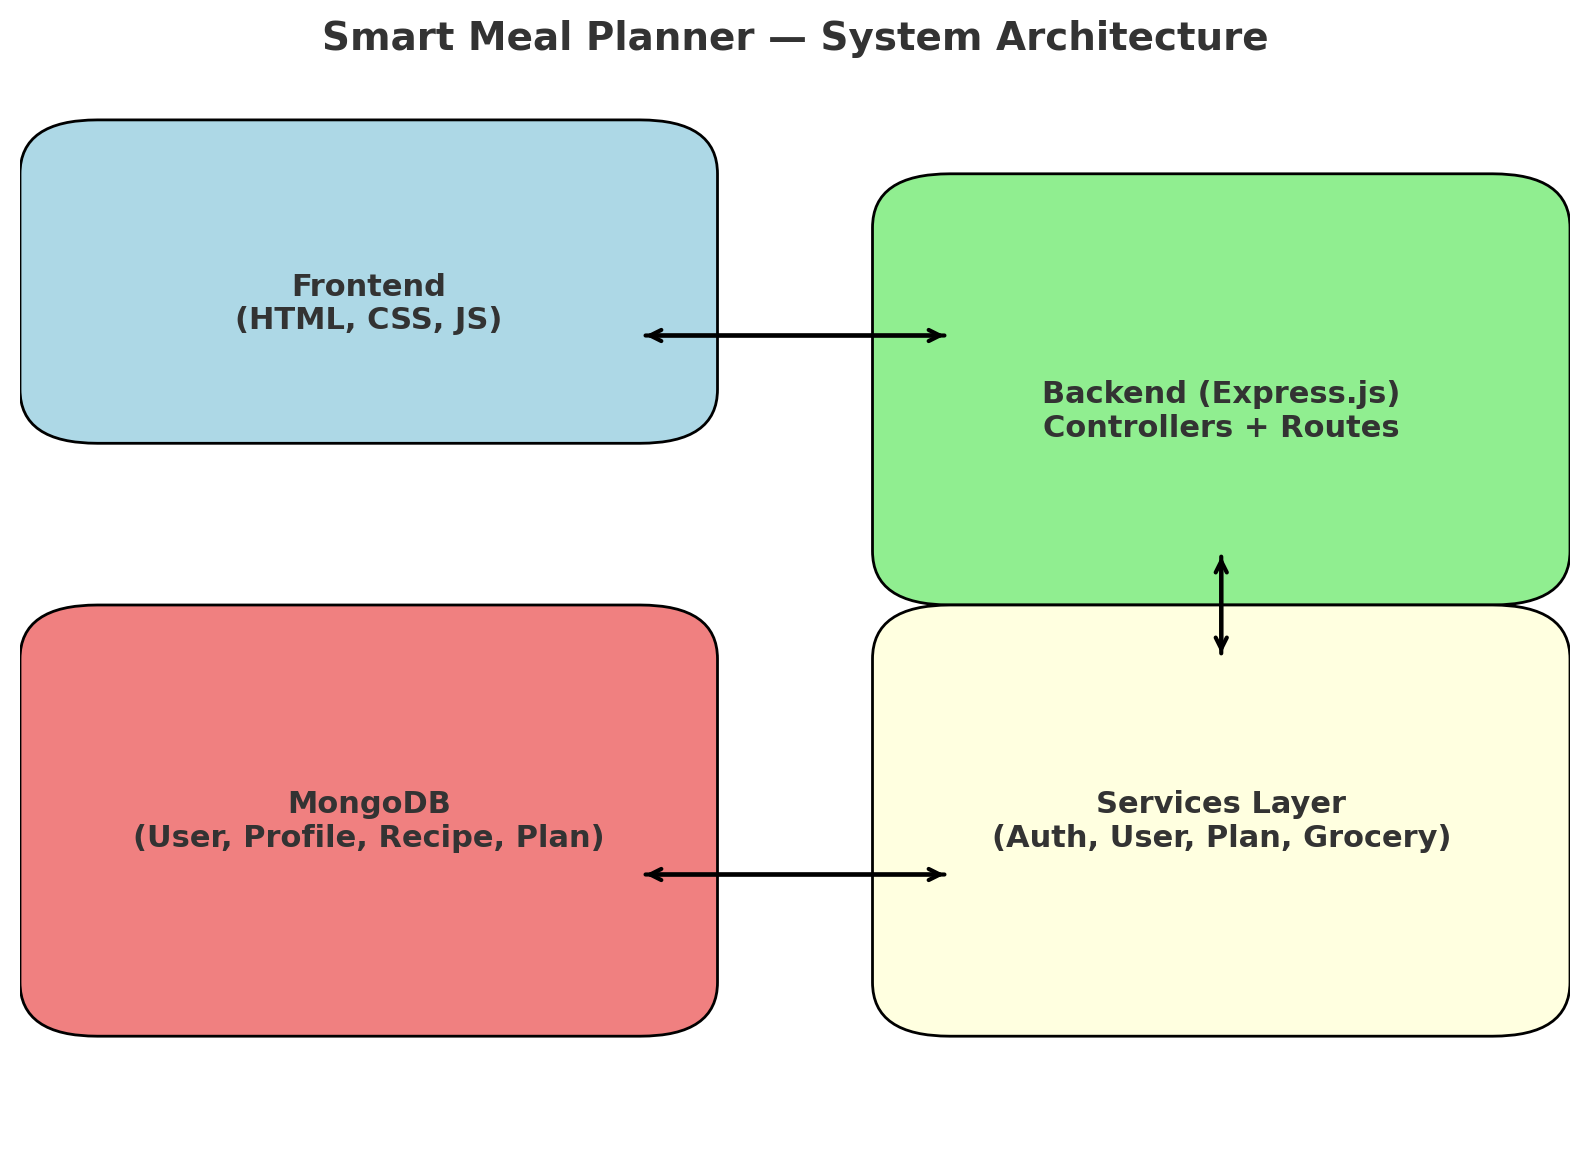 Smart Meal Planner — System Architecture
Frontend
(HTML, CSS, JS)
Backend (Express.js)
Controllers + Routes
MongoDB
(User, Profile, Recipe, Plan)
Services Layer
(Auth, User, Plan, Grocery)